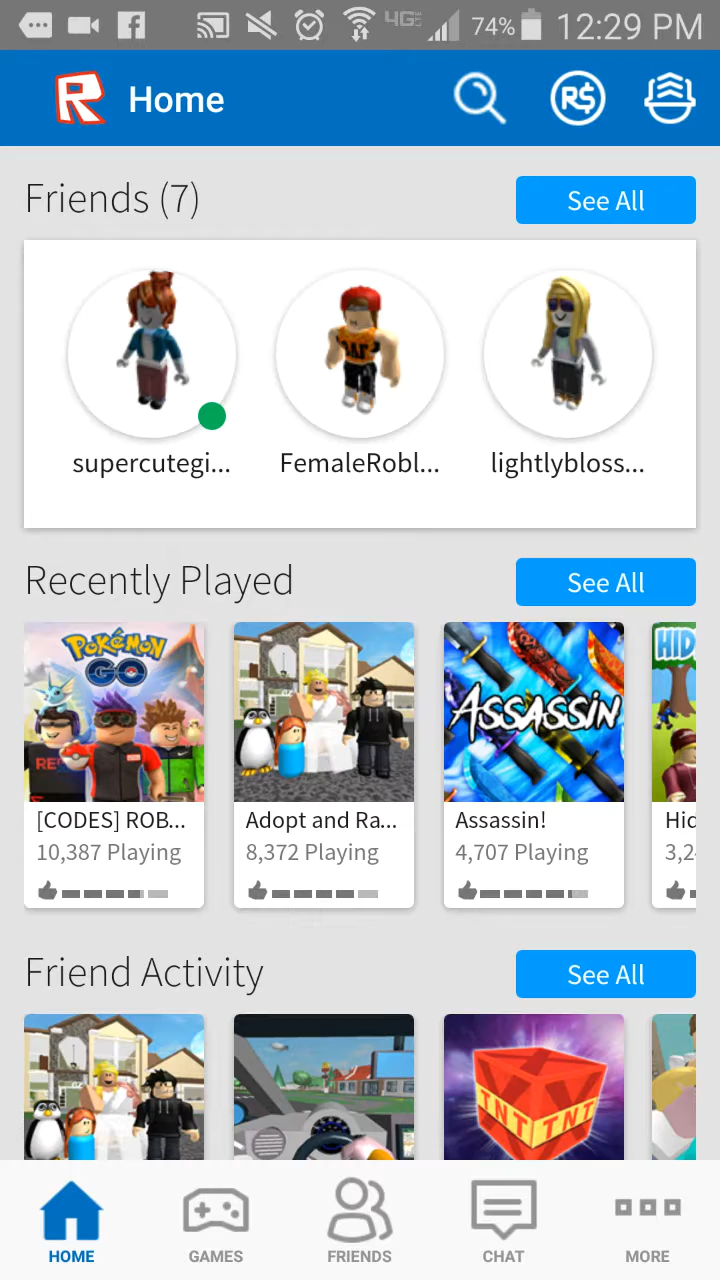 4G 74% 12:29 PM
R Home R$
Friends (7) See All
supercutegi... FemaleRobl... lightlybloss...
Recently Played See All
POKéMON GO ASSASSIN HID
[CODES] ROB... Adopt and Ra... Assassin!
10,387 Playing 8,372 Playing 4,707 Playing
Friend Activity See All
TNT TNT
HOME GAMES FRIENDS CHAT MORE